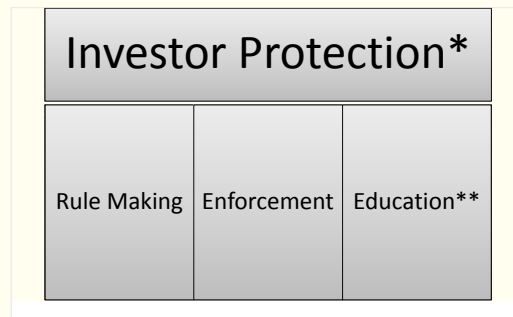 Investor Protection*
Rule Making
Enforcement
Education**